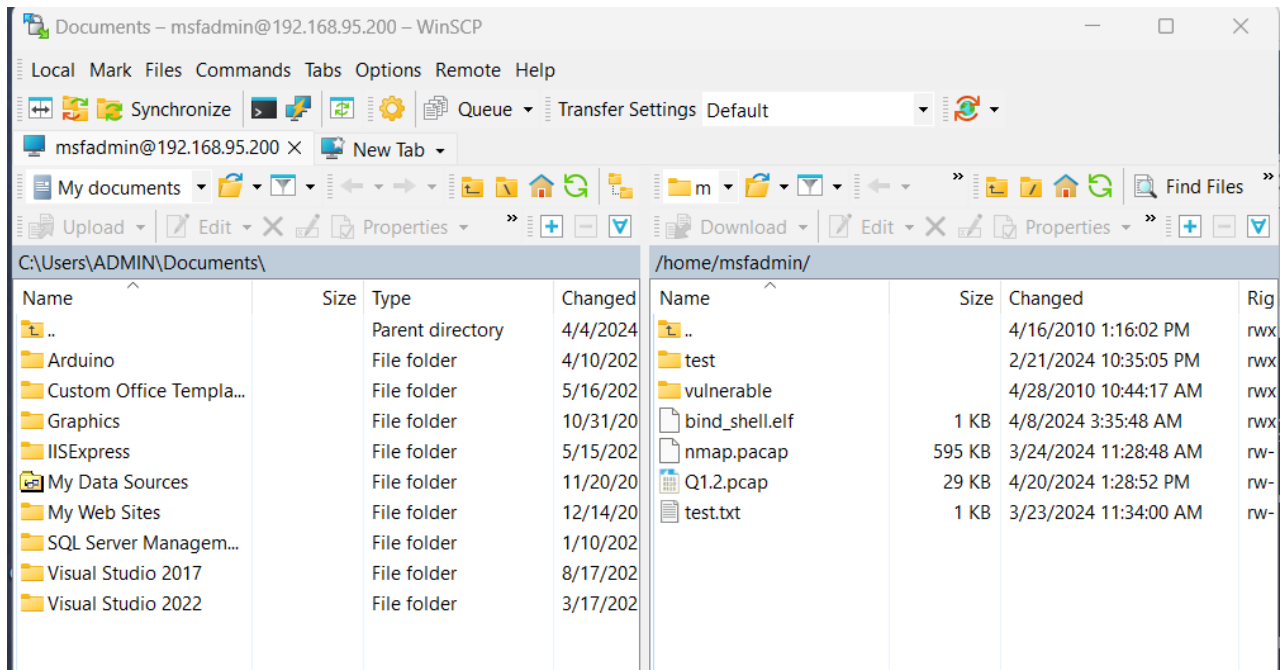 Documents – msfadmin@192.168.95.200 – WinSCP
Local Mark Files Commands Tabs Options Remote Help
Synchronize Queue Transfer Settings Default
msfadmin@192.168.95.200 New Tab
My documents m Find Files
Upload Edit Properties Download Edit Properties
C:\Users\ADMIN\Documents\ /home/msfadmin/
Name Size Type Changed Name Size Changed Rig
.. Parent directory 4/4/2024 .. 4/16/2010 1:16:02 PM rwx
Arduino File folder 4/10/202 test 2/21/2024 10:35:05 PM rwx
Custom Office Templa... File folder 5/16/202 vulnerable 4/28/2010 10:44:17 AM rwx
Graphics File folder 10/31/20 bind_shell.elf 1 KB 4/8/2024 3:35:48 AM rwx
IISExpress File folder 5/15/202 nmap.pacap 595 KB 3/24/2024 11:28:48 AM rw-
My Data Sources File folder 11/20/20 Q1.2.pcap 29 KB 4/20/2024 1:28:52 PM rw-
My Web Sites File folder 12/14/20 test.txt 1 KB 3/23/2024 11:34:00 AM rw-
SQL Server Managem... File folder 1/10/202
Visual Studio 2017 File folder 8/17/202
Visual Studio 2022 File folder 3/17/202